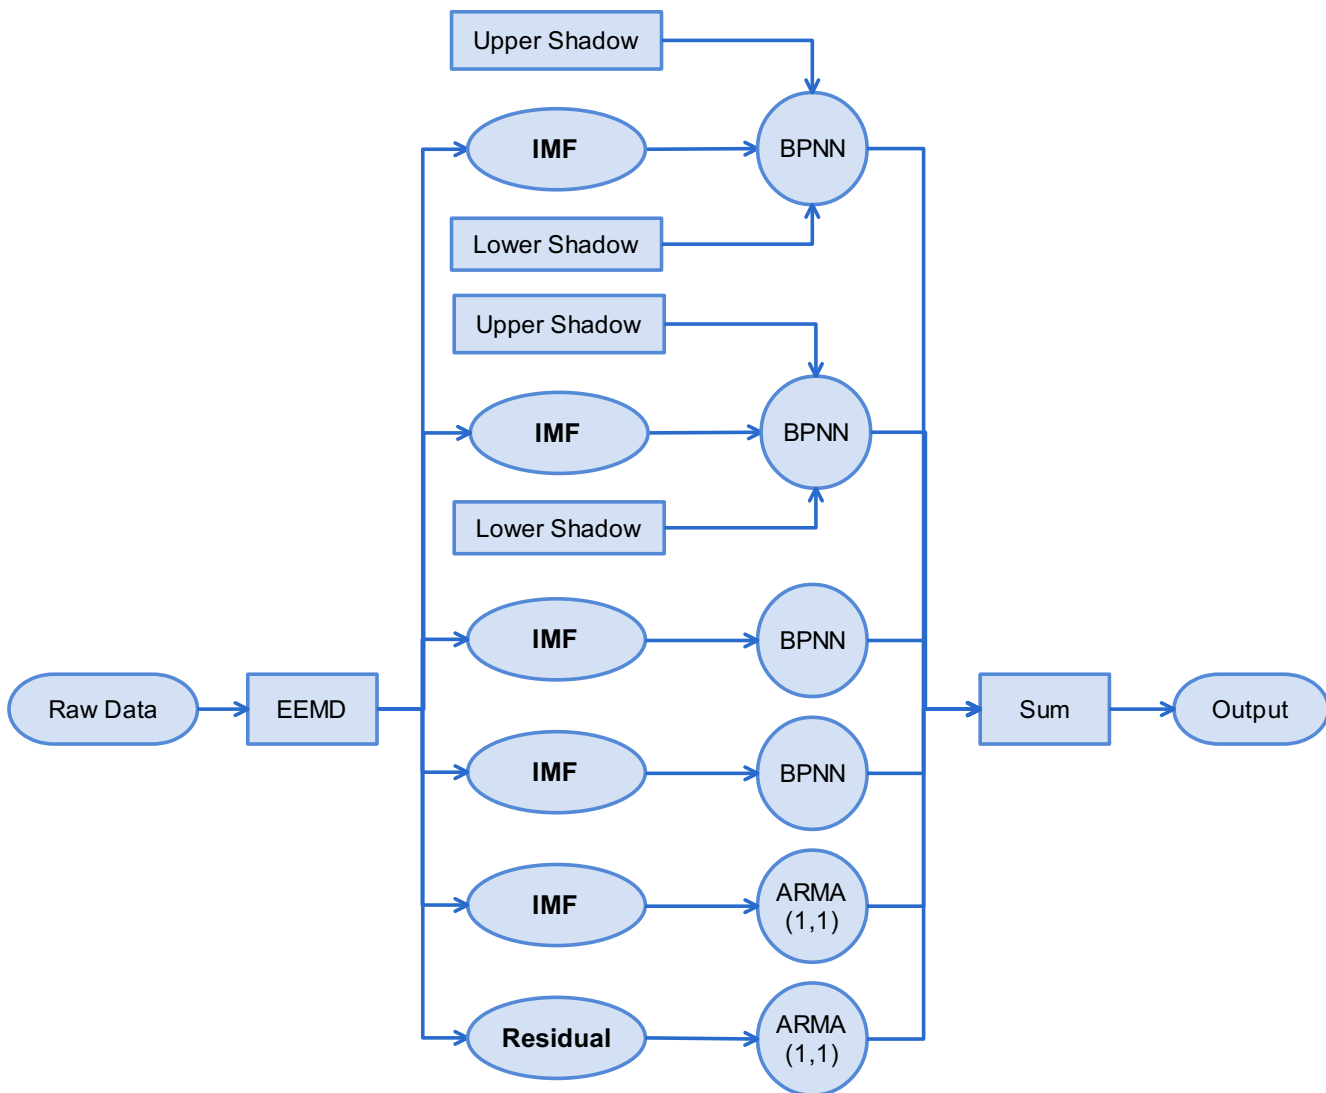 Upper Shadow
IMF
BPNN
Lower Shadow
Upper Shadow
IMF
BPNN
Lower Shadow
IMF
BPNN
Raw Data
EEMD
Sum
Output
IMF
BPNN
IMF
ARMA
(1,1)
Residual
ARMA
(1,1)